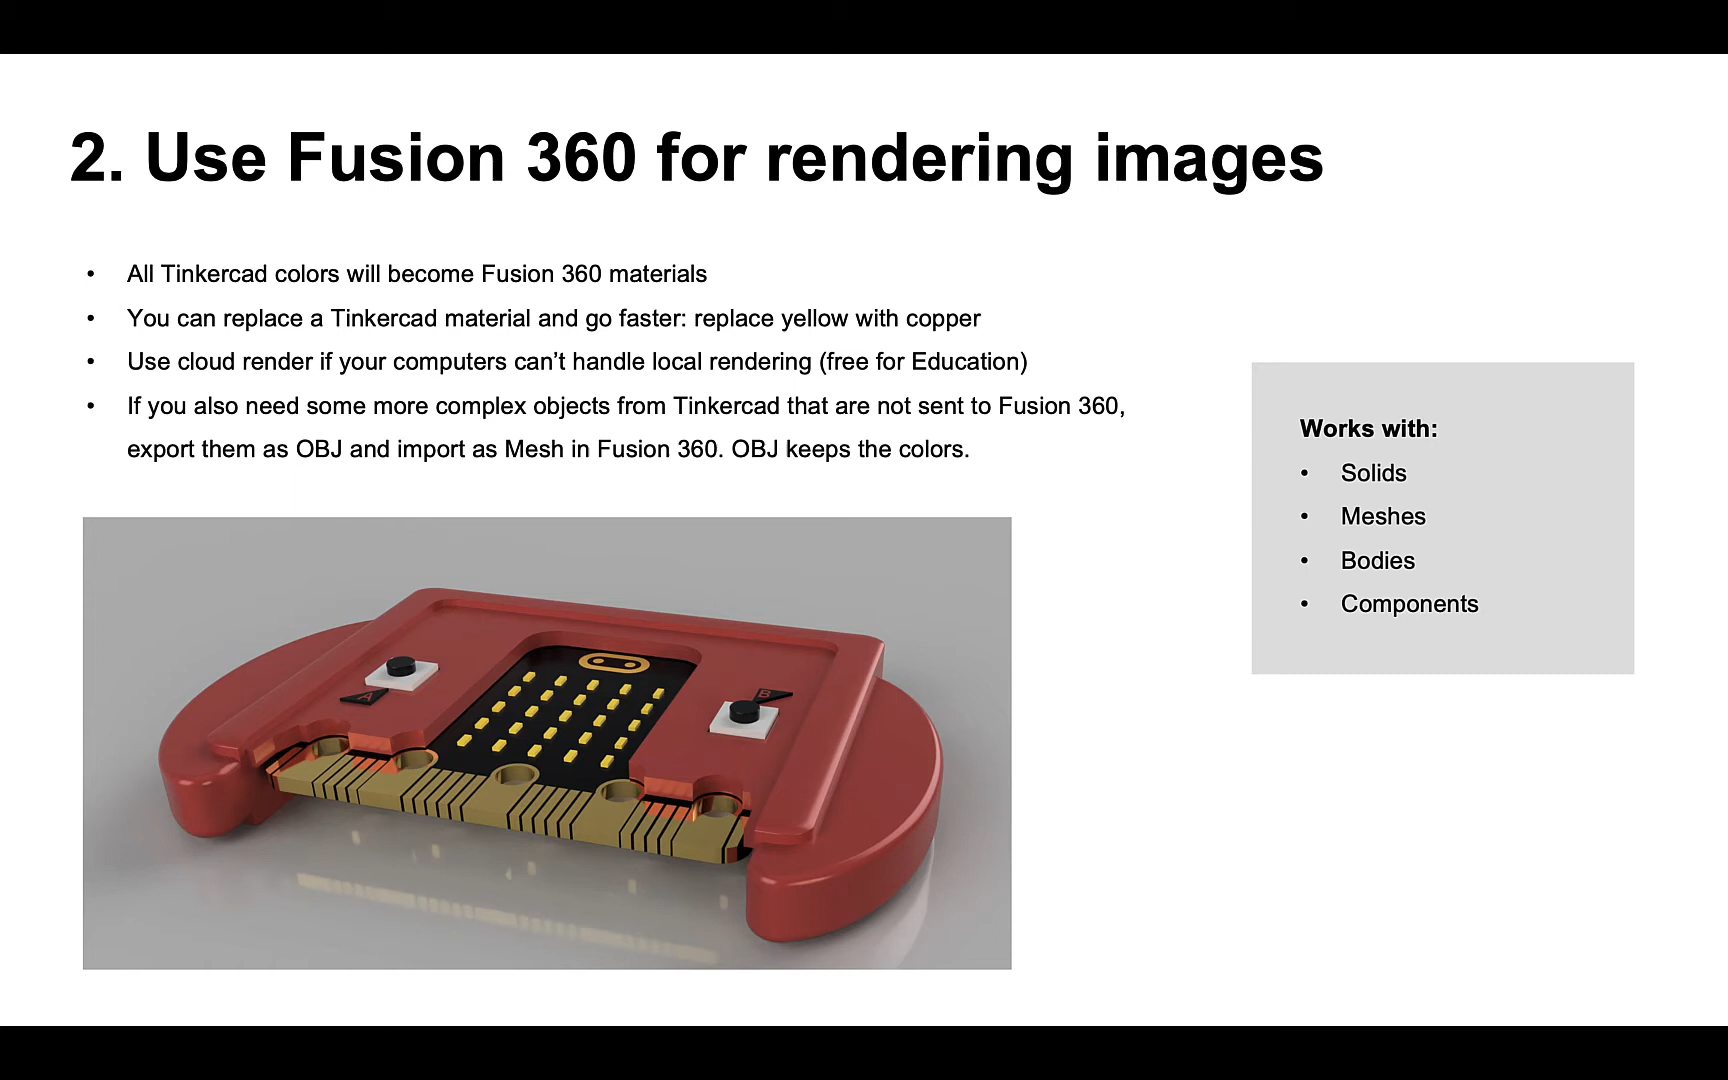 2. Use Fusion 360 for rendering images
• All Tinkercad colors will become Fusion 360 materials
• You can replace a Tinkercad material and go faster: replace yellow with copper
• Use cloud render if your computers can’t handle local rendering (free for Education)
• If you also need some more complex objects from Tinkercad that are not sent to Fusion 360,
export them as OBJ and import as Mesh in Fusion 360. OBJ keeps the colors.
Works with:
• Solids
• Meshes
• Bodies
• Components
A
B